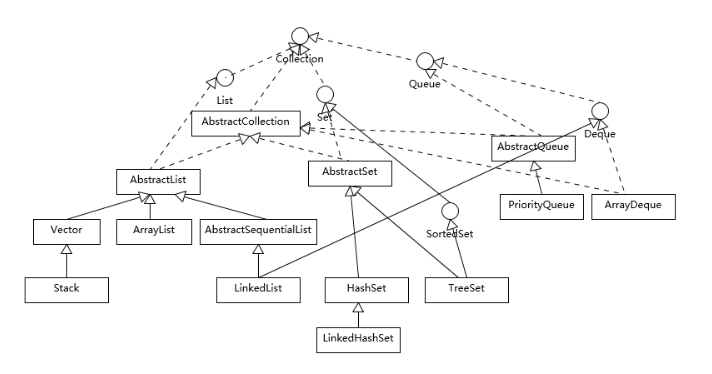 Collection
Queue
List
Set
AbstractCollection
Deque
AbstractQueue
AbstractList
AbstractSet
PriorityQueue
ArrayDeque
Vector
ArrayList
AbstractSequentialList
SortedSet
Stack
LinkedList
HashSet
TreeSet
LinkedHashSet